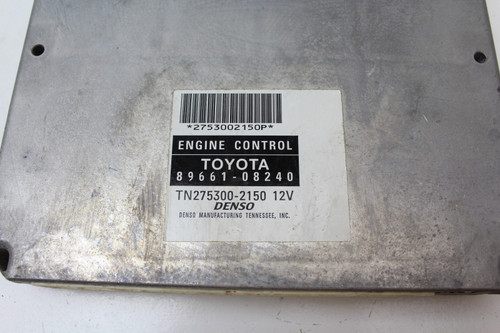 *2753002150P*
ENGINE CONTROL
TOYOTA
89661-08240
TN275300-2150 12V
DENSO
DENSO MANUFACTURING TENNESSEE, INC.